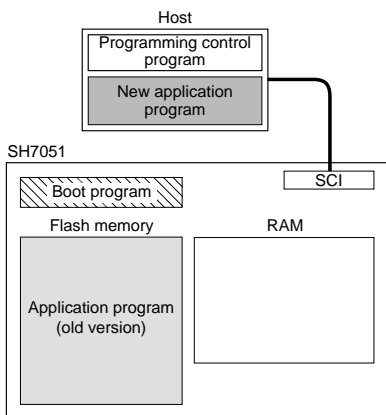 Host
Programming control
program
New application
program
SH7051
SCI
Boot program
Flash memory
RAM
Application program
(old version)